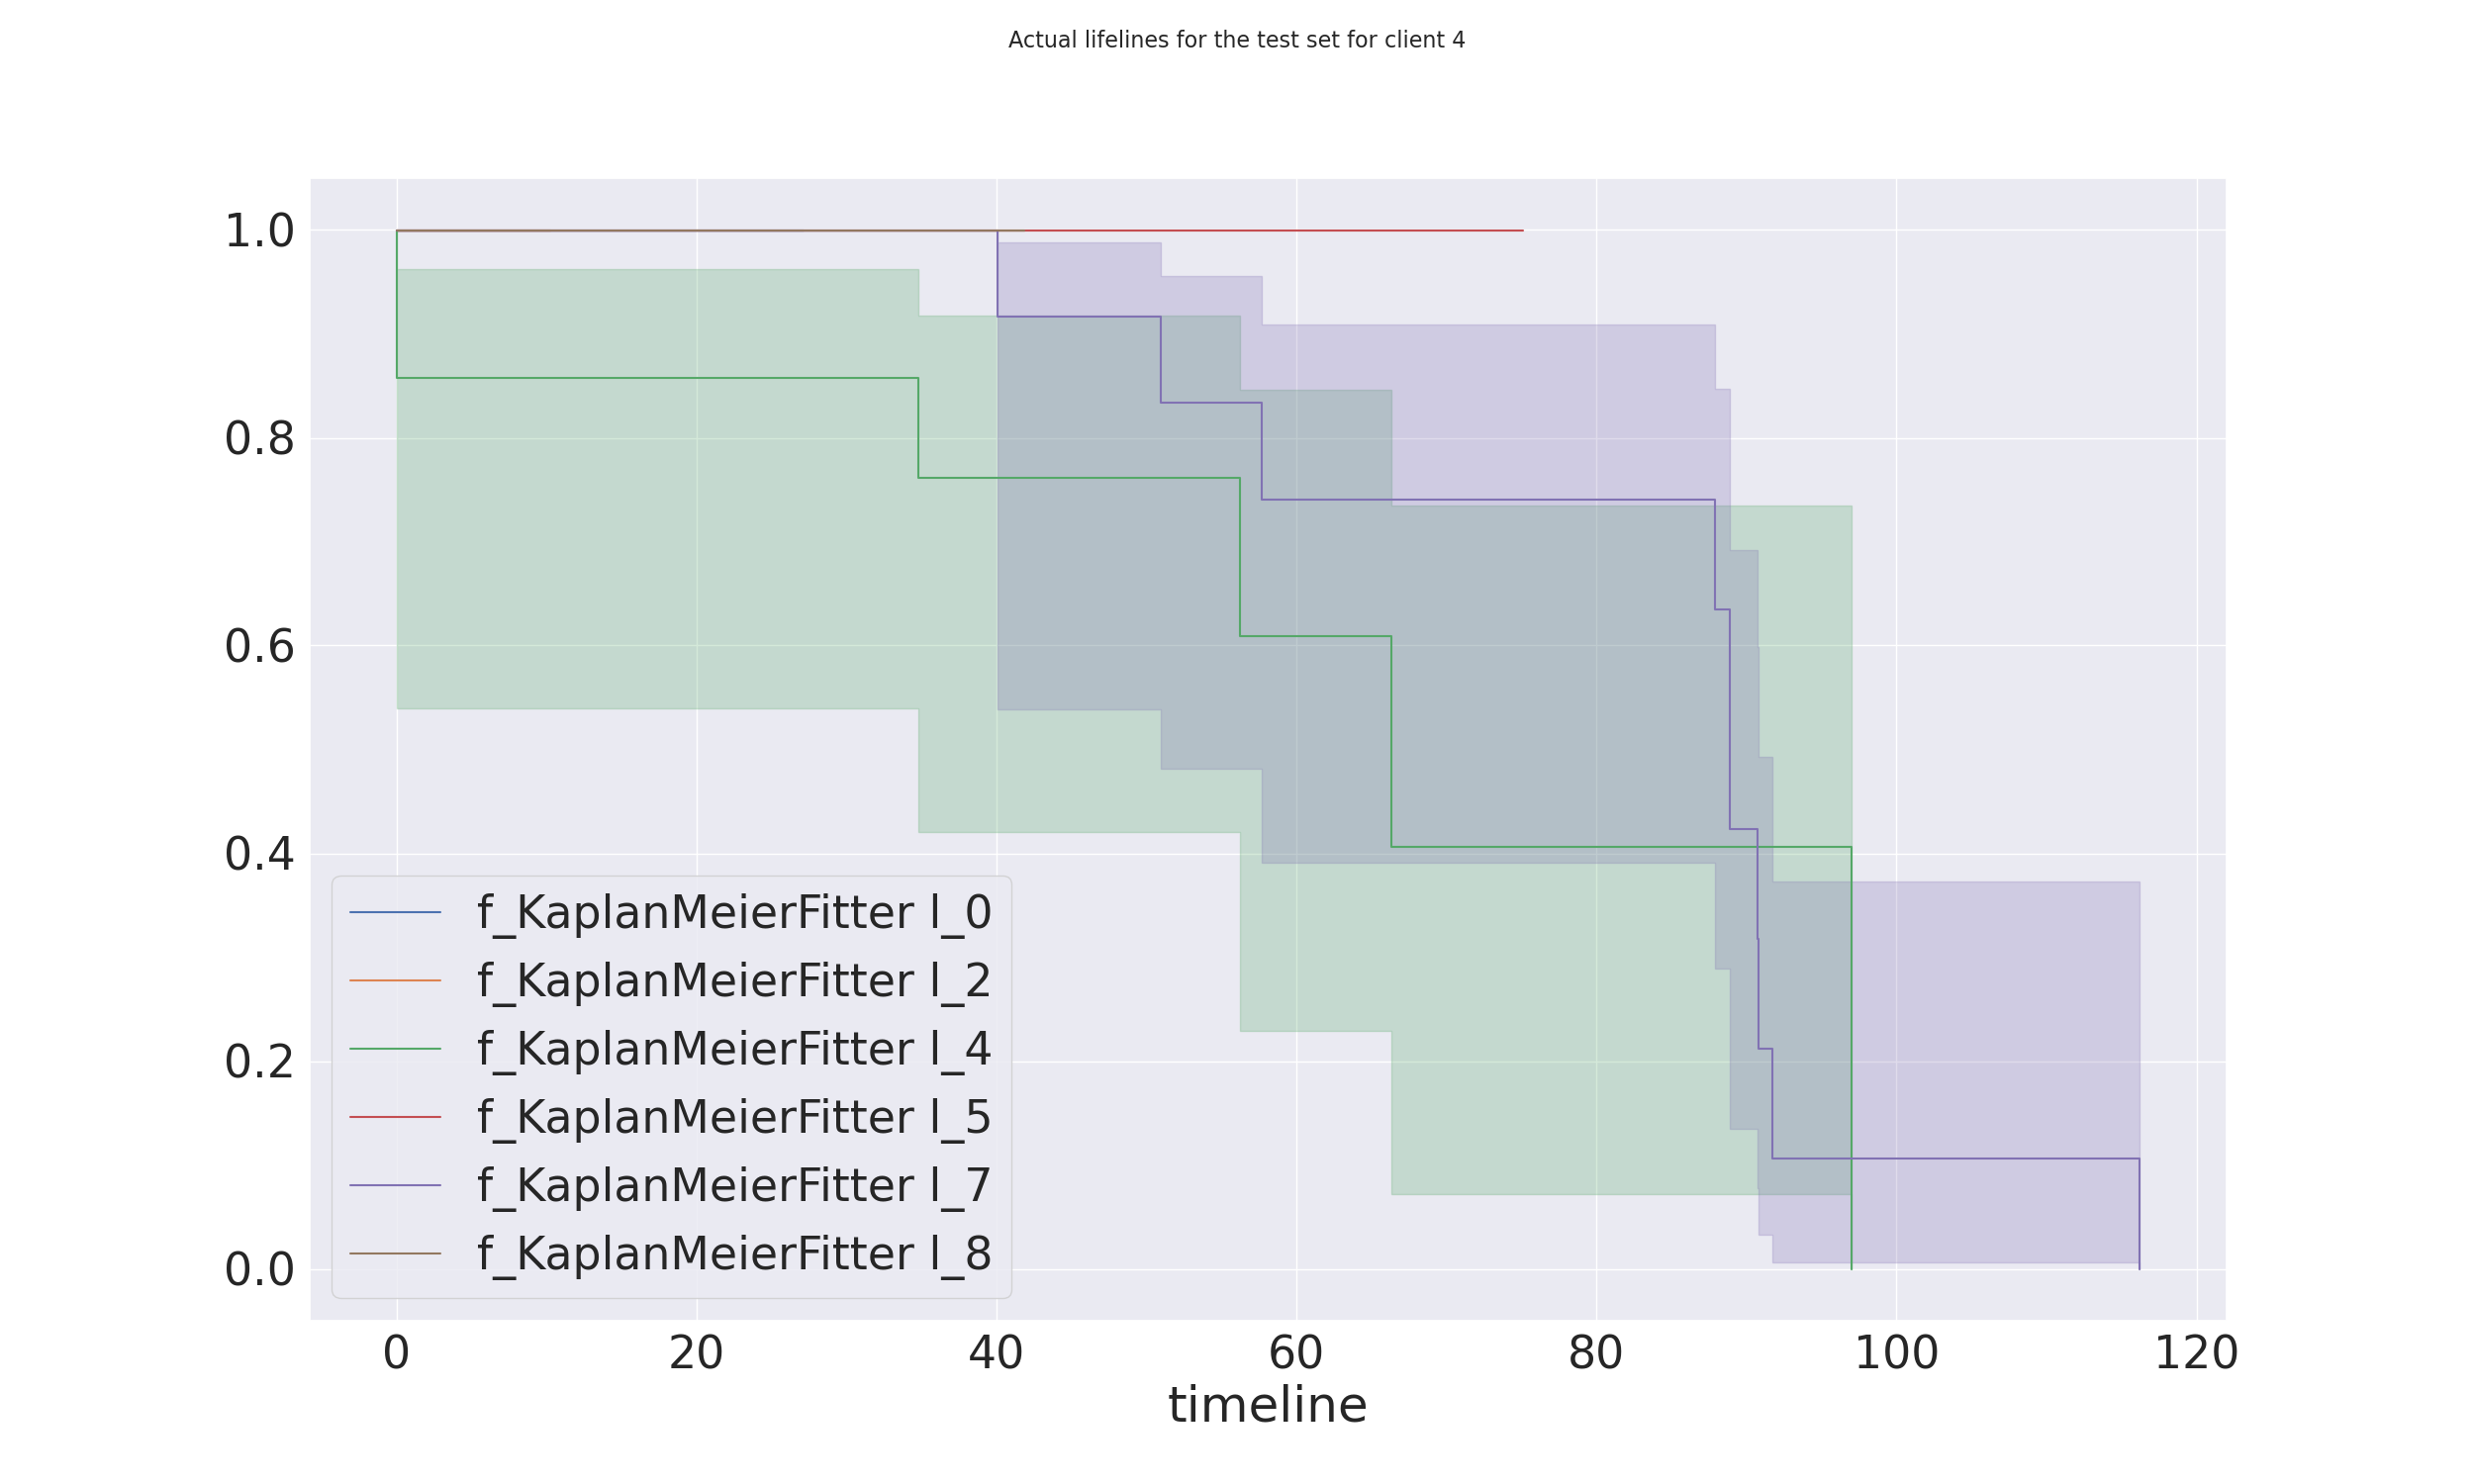 Actual lifelines for the test set for client 4
1.0
0.8
0.6
0.4
0.2
0.0
f_KaplanMeierFitter l_0
f_KaplanMeierFitter l_2
f_KaplanMeierFitter l_4
f_KaplanMeierFitter l_5
f_KaplanMeierFitter l_7
f_KaplanMeierFitter l_8
0 20 40 60 80 100 120
timeline